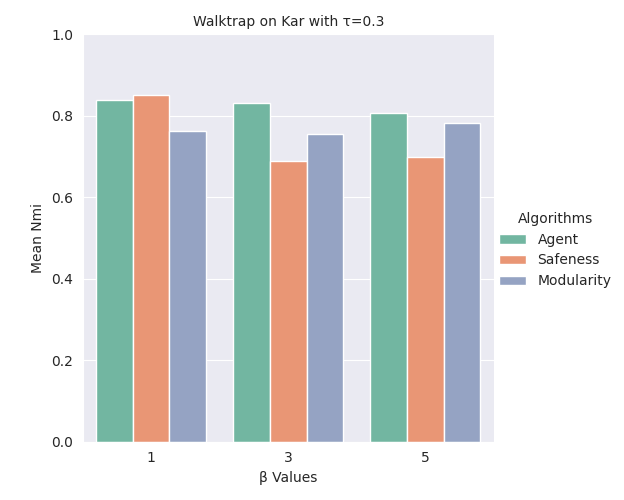 Walktrap on Kar with τ=0.3
1.0
0.8
0.6
0.4
0.2
0.0
Mean Nmi
1 3 5
β Values
Algorithms
Agent
Safeness
Modularity